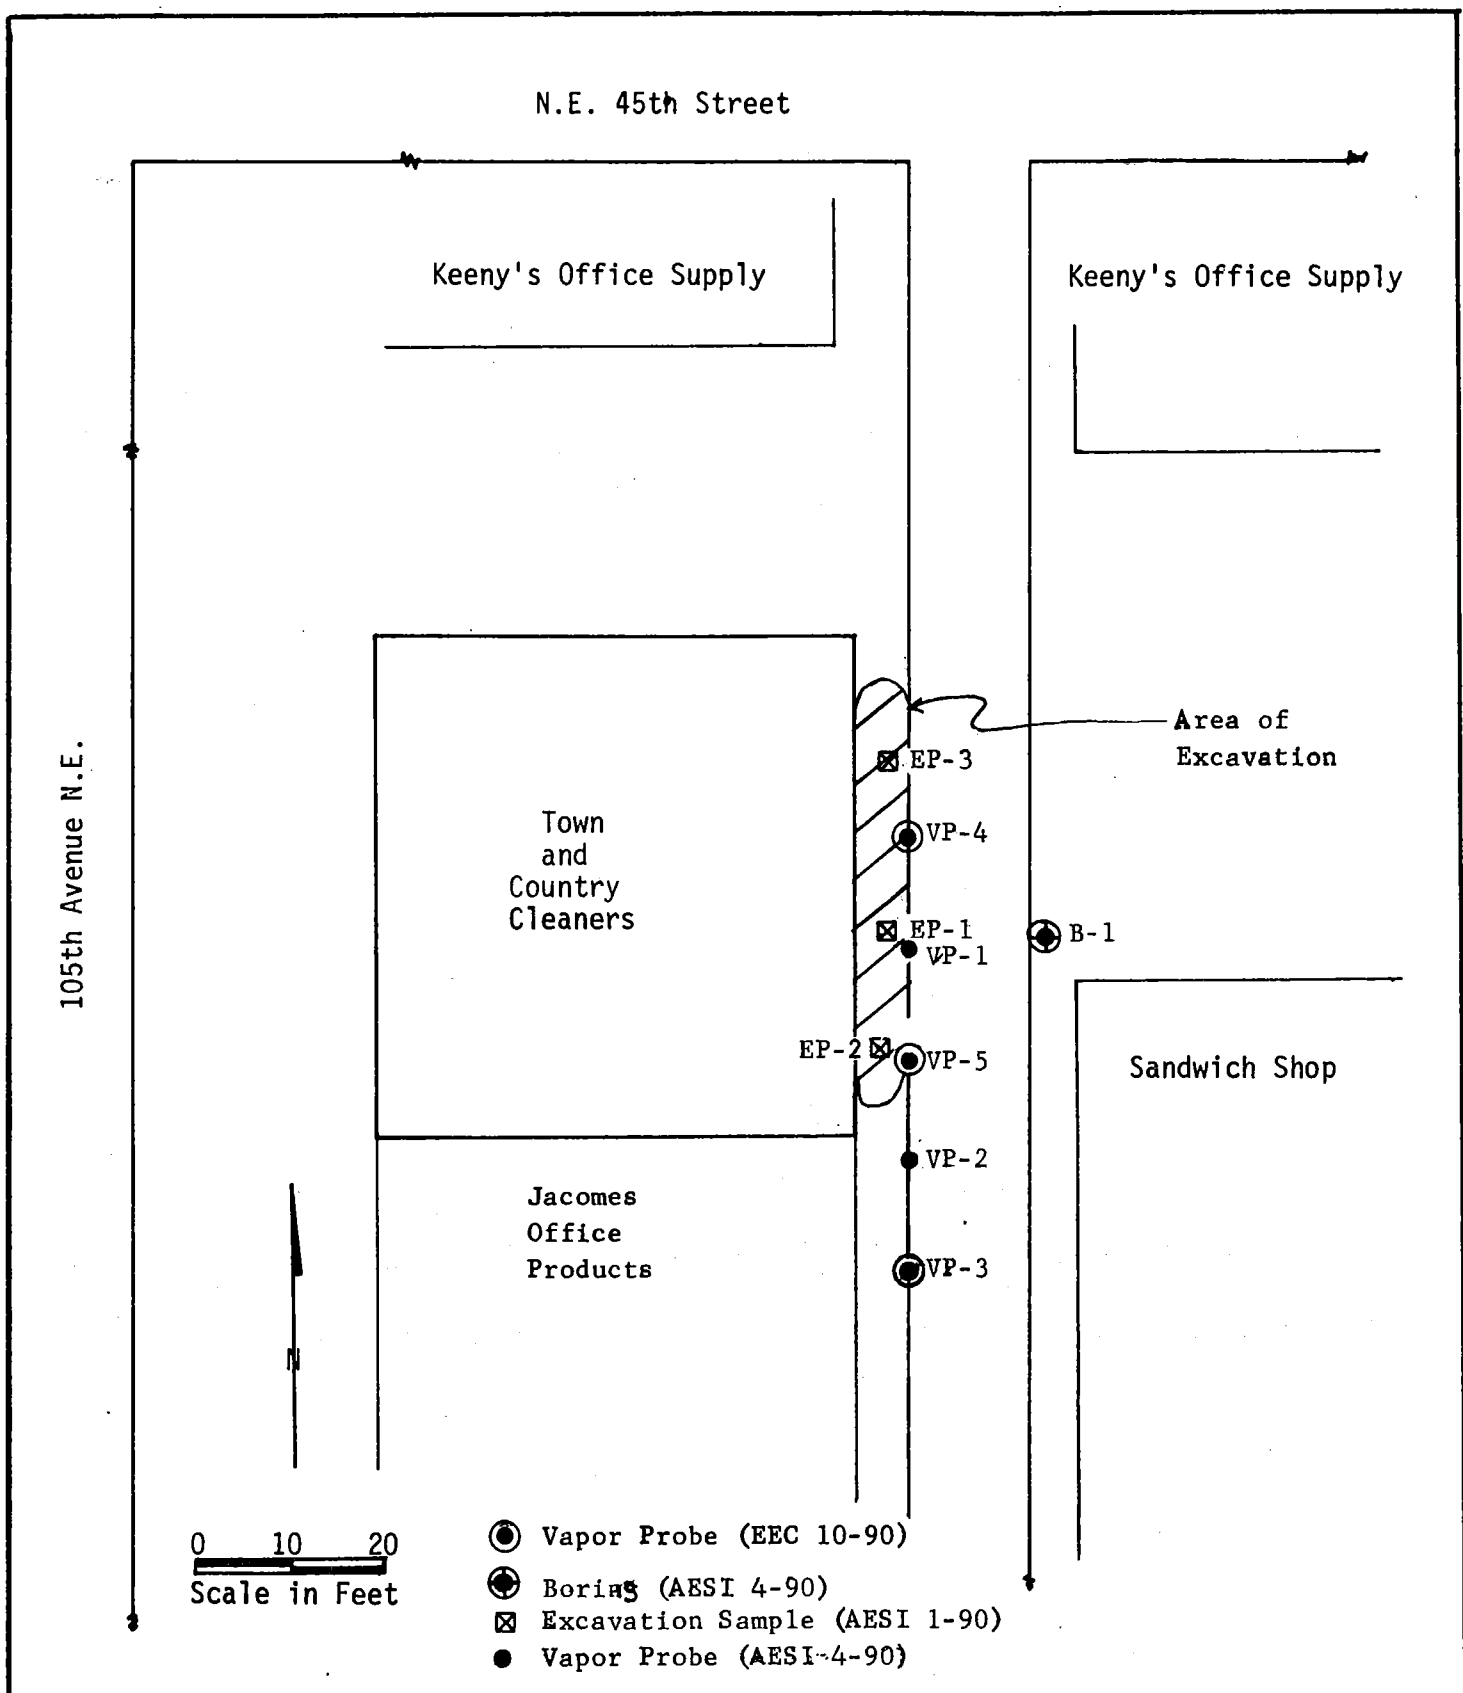 N.E. 45th Street
Keeny's Office Supply
Keeny's Office Supply
105th Avenue N.E.
Area of
Excavation
EP-3
VP-4
Town
and
Country
Cleaners
EP-1
VP-1
B-1
EP-2
VP-5
Sandwich Shop
VP-2
Jacomes
Office
Products
VP-3
N
0 10 20
Scale in Feet
Vapor Probe (EEC 10-90)
Boring (AESI 4-90)
Excavation Sample (AESI 1-90)
Vapor Probe (AESI-4-90)